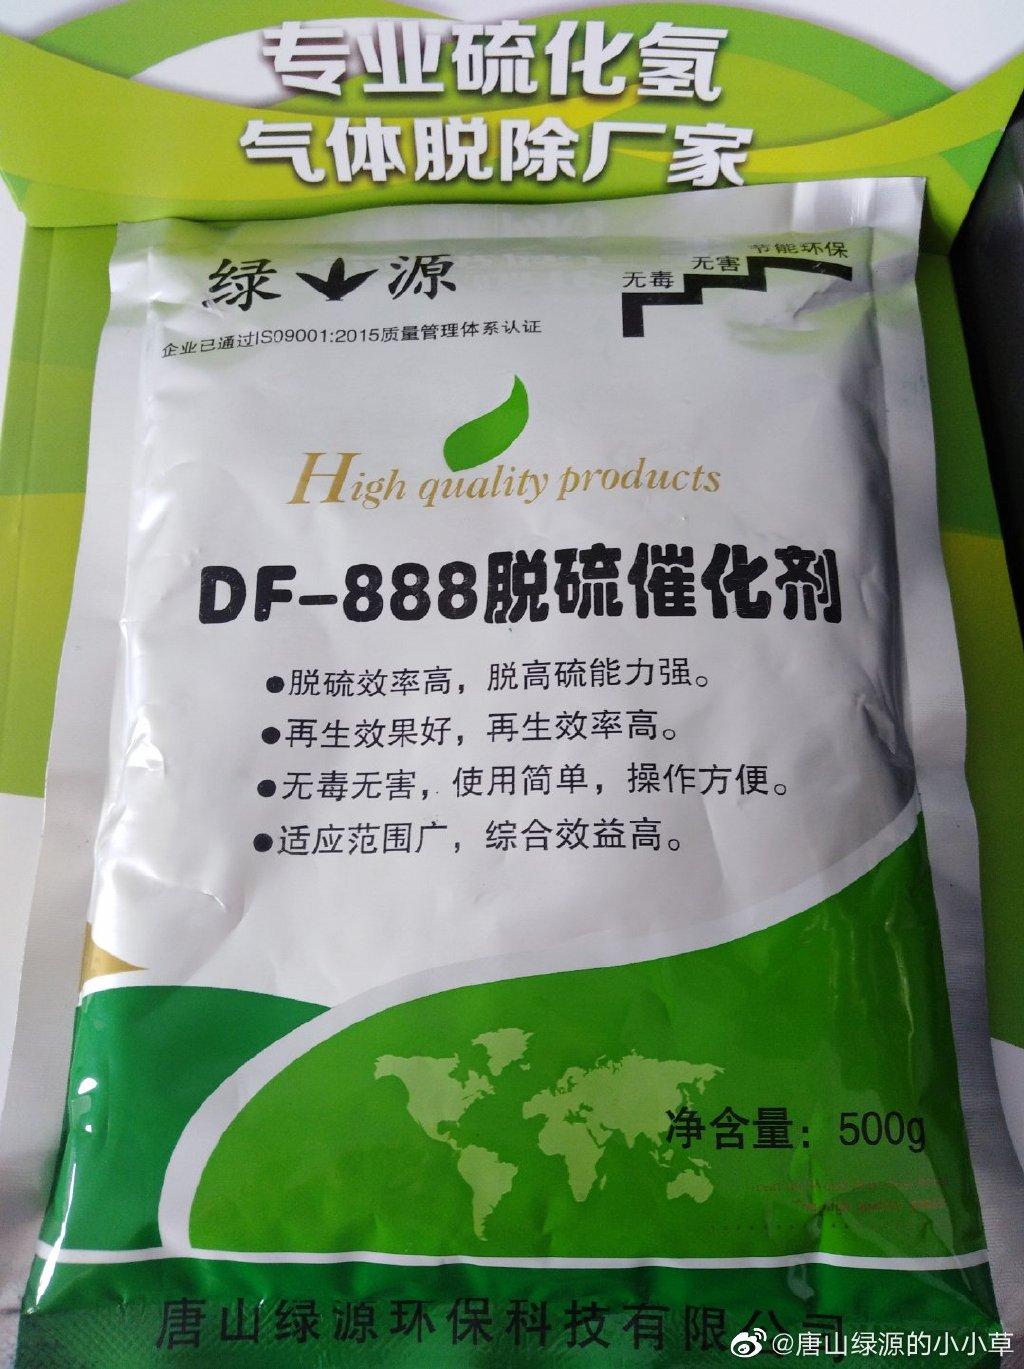 专业硫化氢
气体脱除厂家
绿源
无毒
无害
节能环保
企业已通过ISO9001:2015质量管理体系认证
High quality products
DF-888脱硫催化剂
●脱硫效率高，脱高硫能力强。
●再生效果好，再生效率高。
●无毒无害，使用简单，操作方便。
●适应范围广，综合效益高。
净含量：500g
唐山绿源环保科技有限公司
@唐山绿源的小小草